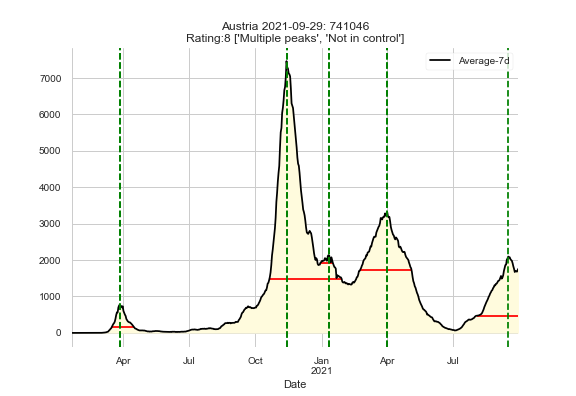 Austria 2021-09-29: 741046
Rating:8 ['Multiple peaks', 'Not in control']
Average-7d
7000
6000
5000
4000
3000
2000
1000
0
Apr Jul Oct Jan Apr Jul
2021
Date